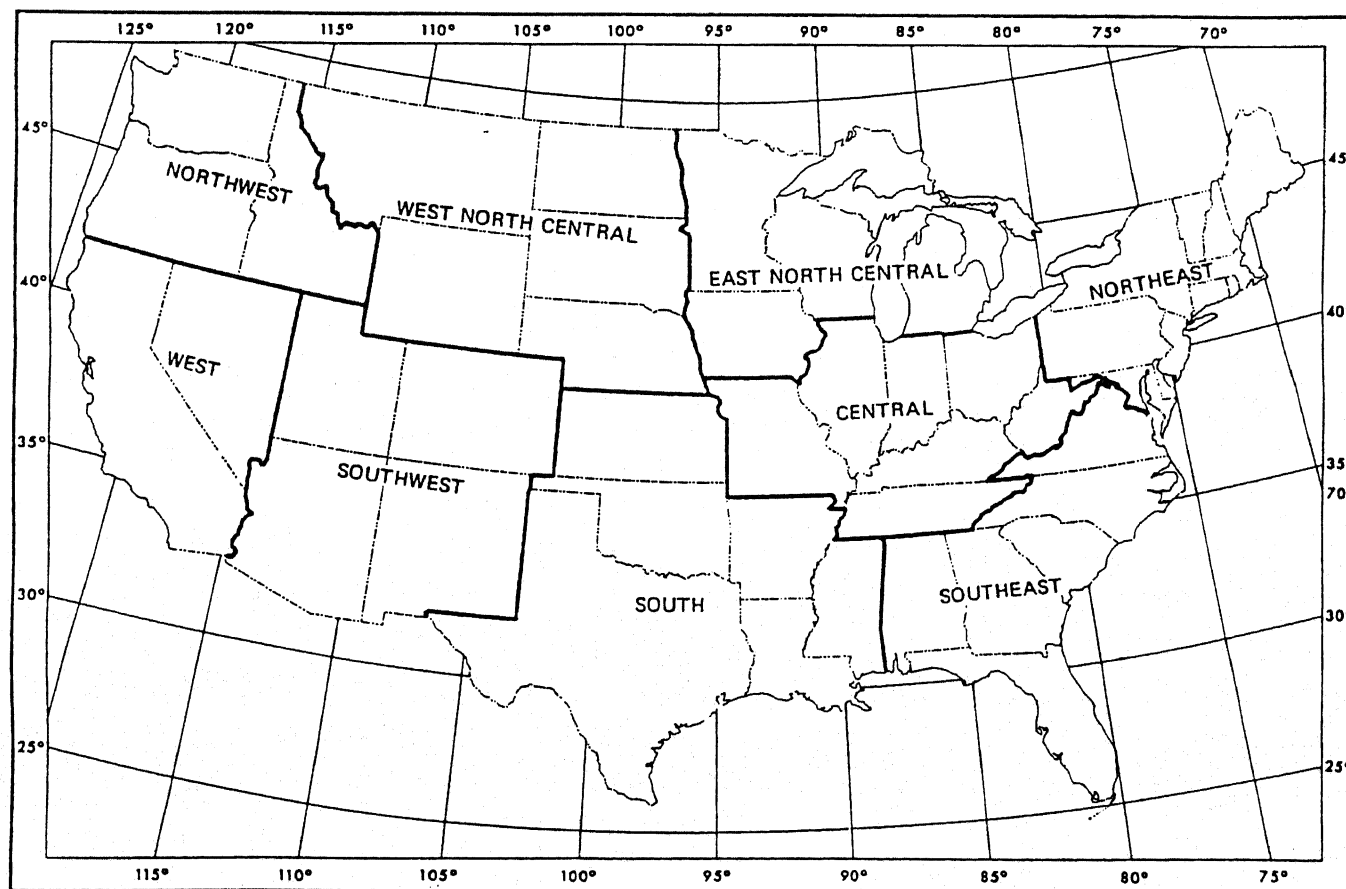 125° 120° 115° 110° 105° 100° 95° 90° 85° 80° 75° 70°
45°
45
NORTHWEST
WEST NORTH CENTRAL
EAST NORTH CENTRAL
NORTHEAST
40°
40
WEST
CENTRAL
35°
35
70°
SOUTHWEST
30°
30°
SOUTH
SOUTHEAST
25°
25°
115° 110° 105° 100° 95° 90° 85° 80° 75°